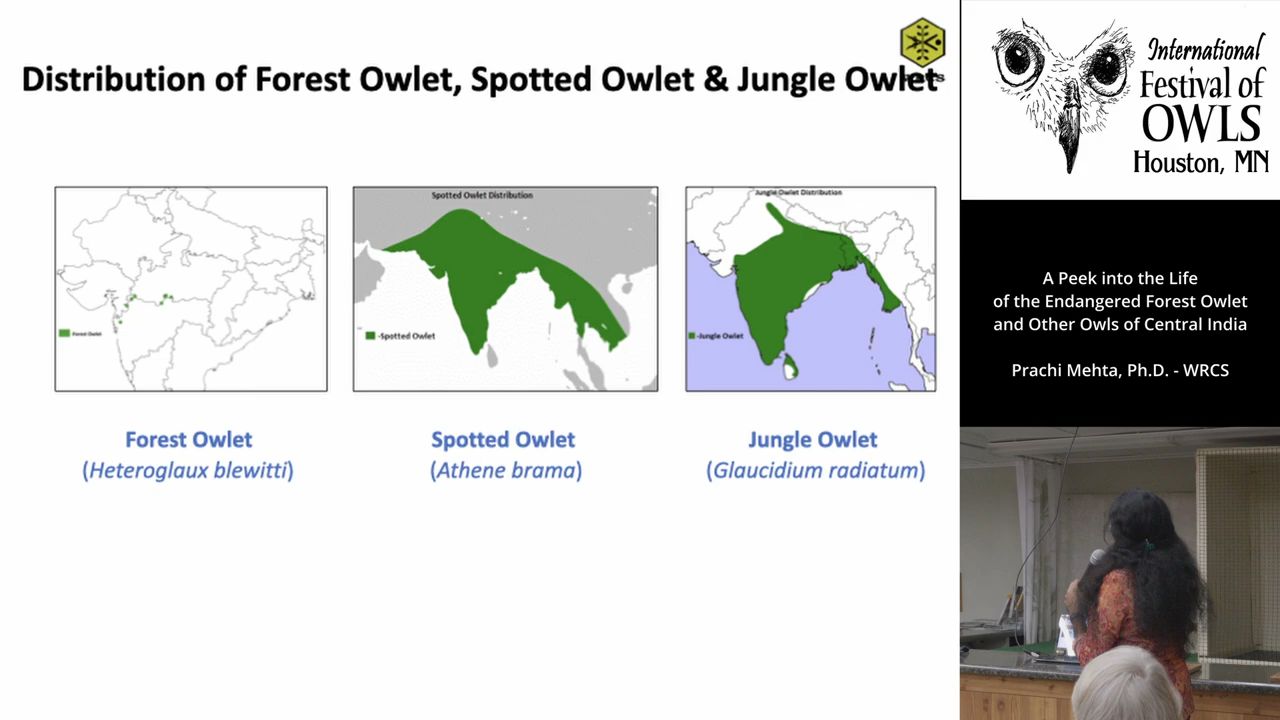 Distribution of Forest Owlet, Spotted Owlet & Jungle Owlet
Forest Owlet
Spotted Owlet Distribution
-Spotted Owlet
Jungle Owlet Distribution
-Jungle Owlet
Forest Owlet
(Heteroglaux blewitti)
Spotted Owlet
(Athene brama)
Jungle Owlet
(Glaucidium radiatum)
International
Festival of
OWLS
Houston, MN
A Peek into the Life
of the Endangered Forest Owlet
and Other Owls of Central India
Prachi Mehta, Ph.D. - WRCS